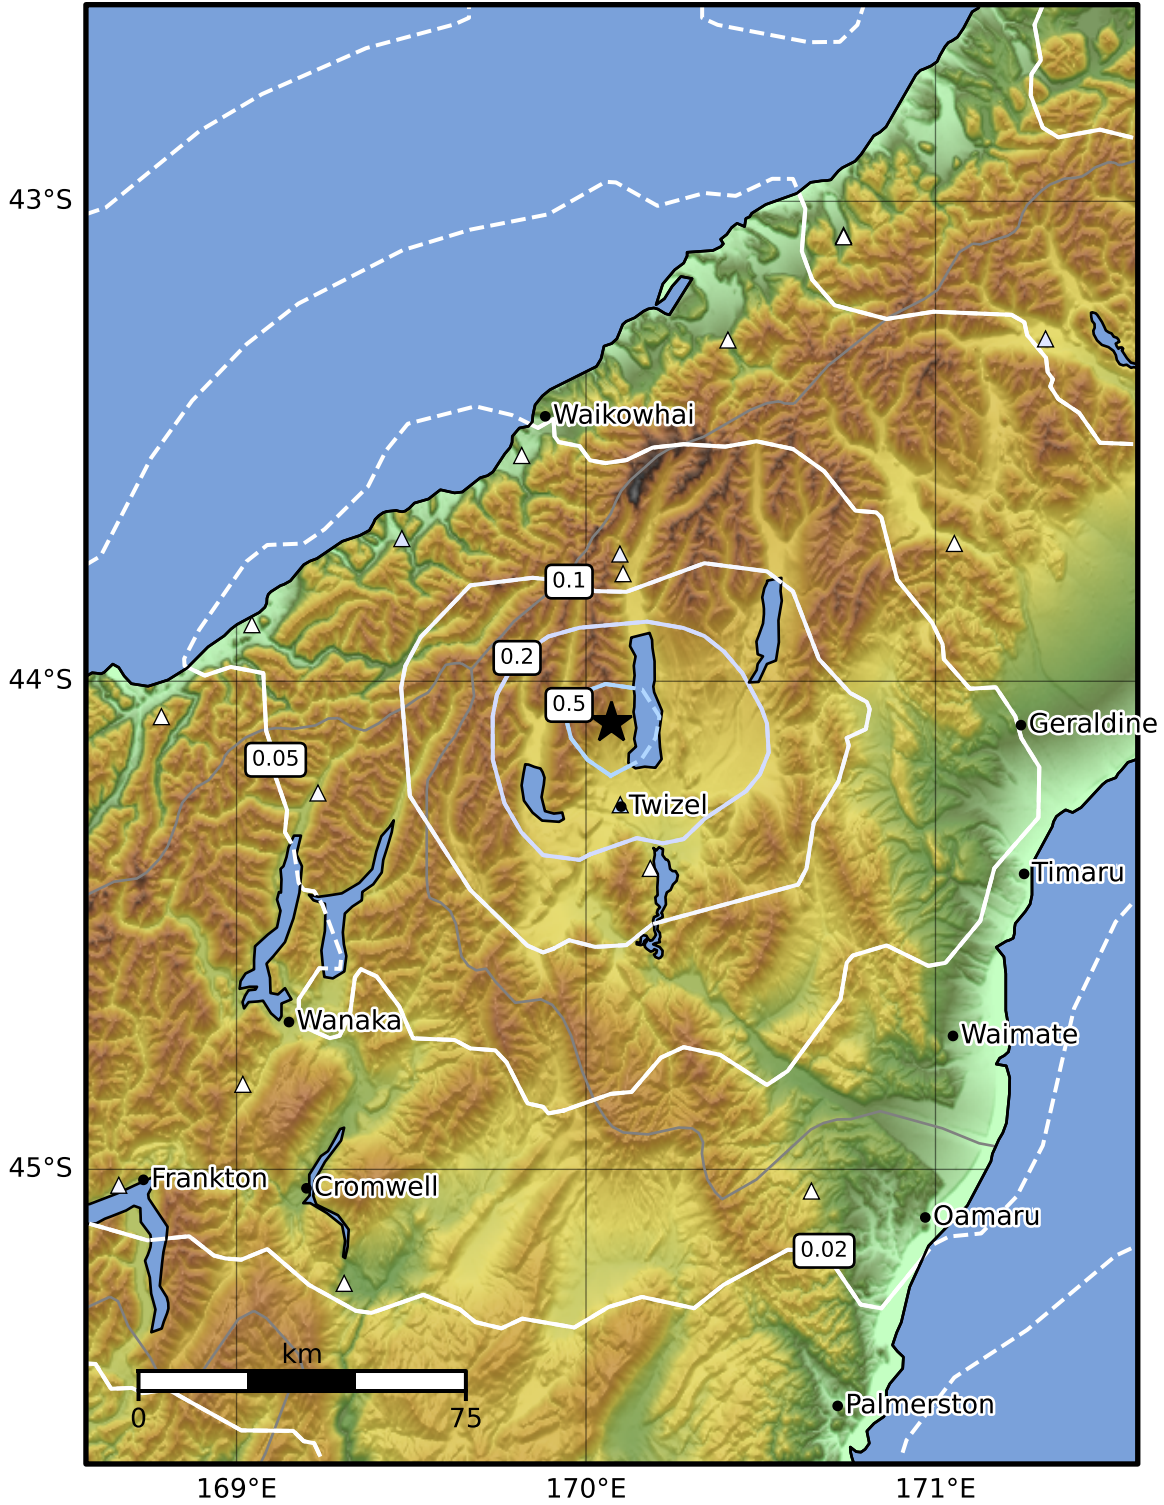 43°S
Waikowhai
0.1
0.2
44°S
0.5
Geraldine
0.05
Twizel
Timaru
Wanaka
Waimate
45°S
Frankton
Cromwell
Oamaru
0.02
km
0 75
Palmerston
169°E 170°E 171°E